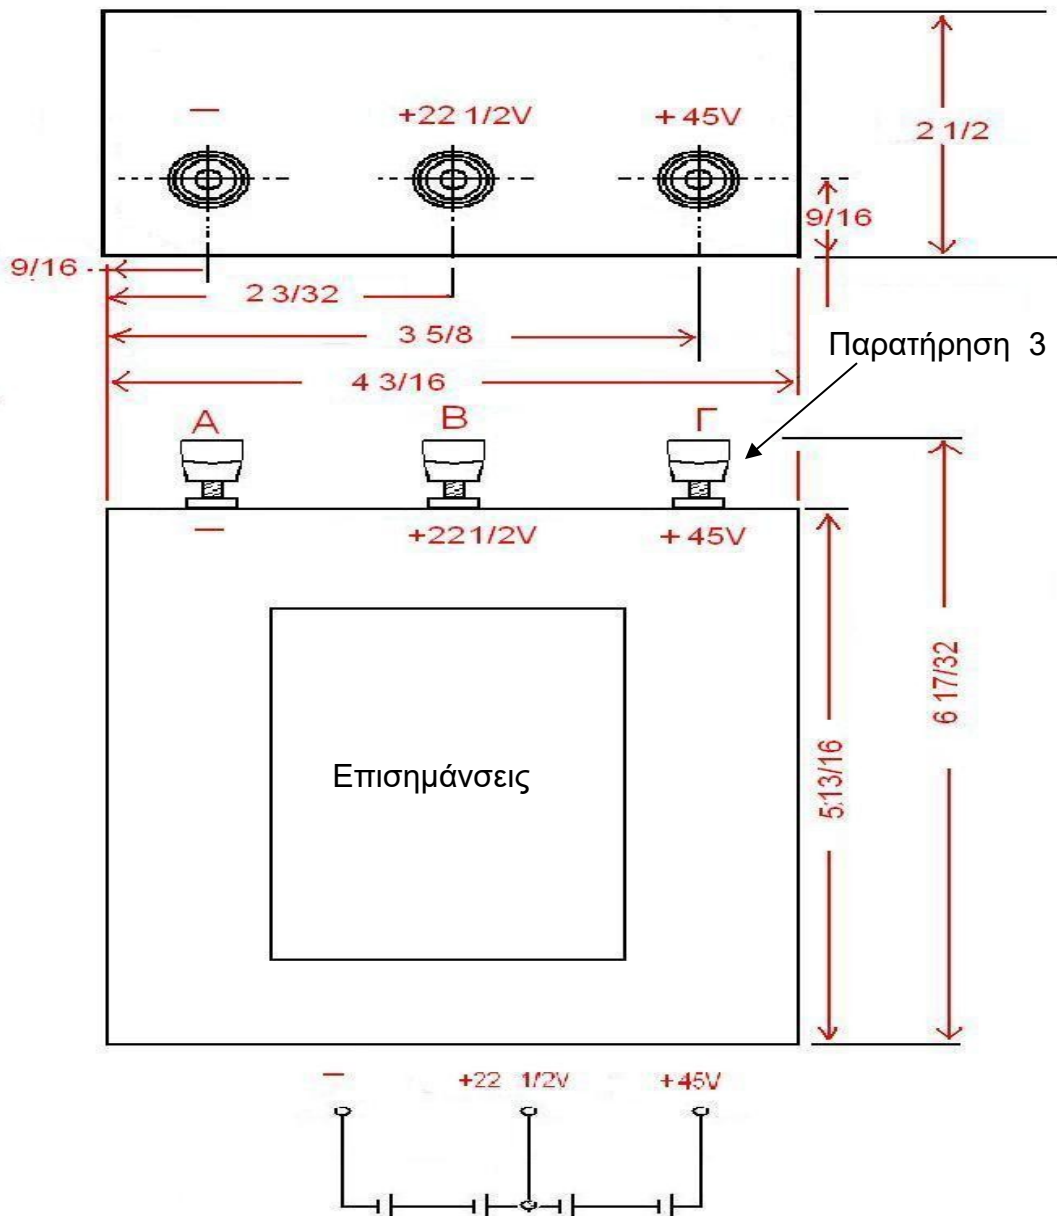 — +22 1/2V + 45V
2 1/2
9/16
9/16
2 3/32
3 5/8
Παρατήρηση 3
4 3/16
Α Β Γ
— +221/2V + 45V
6 17/32
5 13/16
Επισημάνσεις
— +22 1/2V +45V